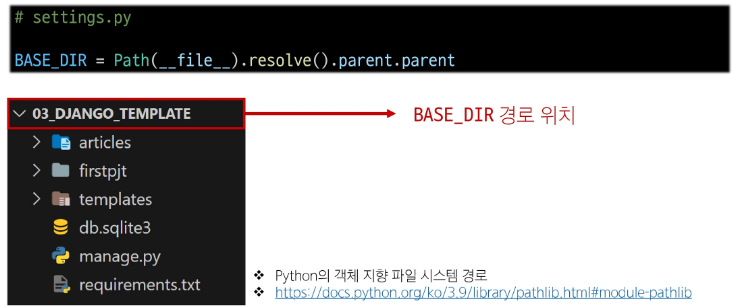 # settings.py
BASE_DIR = Path(__file__).resolve().parent.parent
03_DJANGO_TEMPLATE
BASE_DIR 경로 위치
articles
firstpjt
templates
db.sqlite3
manage.py
requirements.txt
❖ Python의 객체 지향 파일 시스템 경로
❖ https://docs.python.org/ko/3.9/library/pathlib.html#module-pathlib